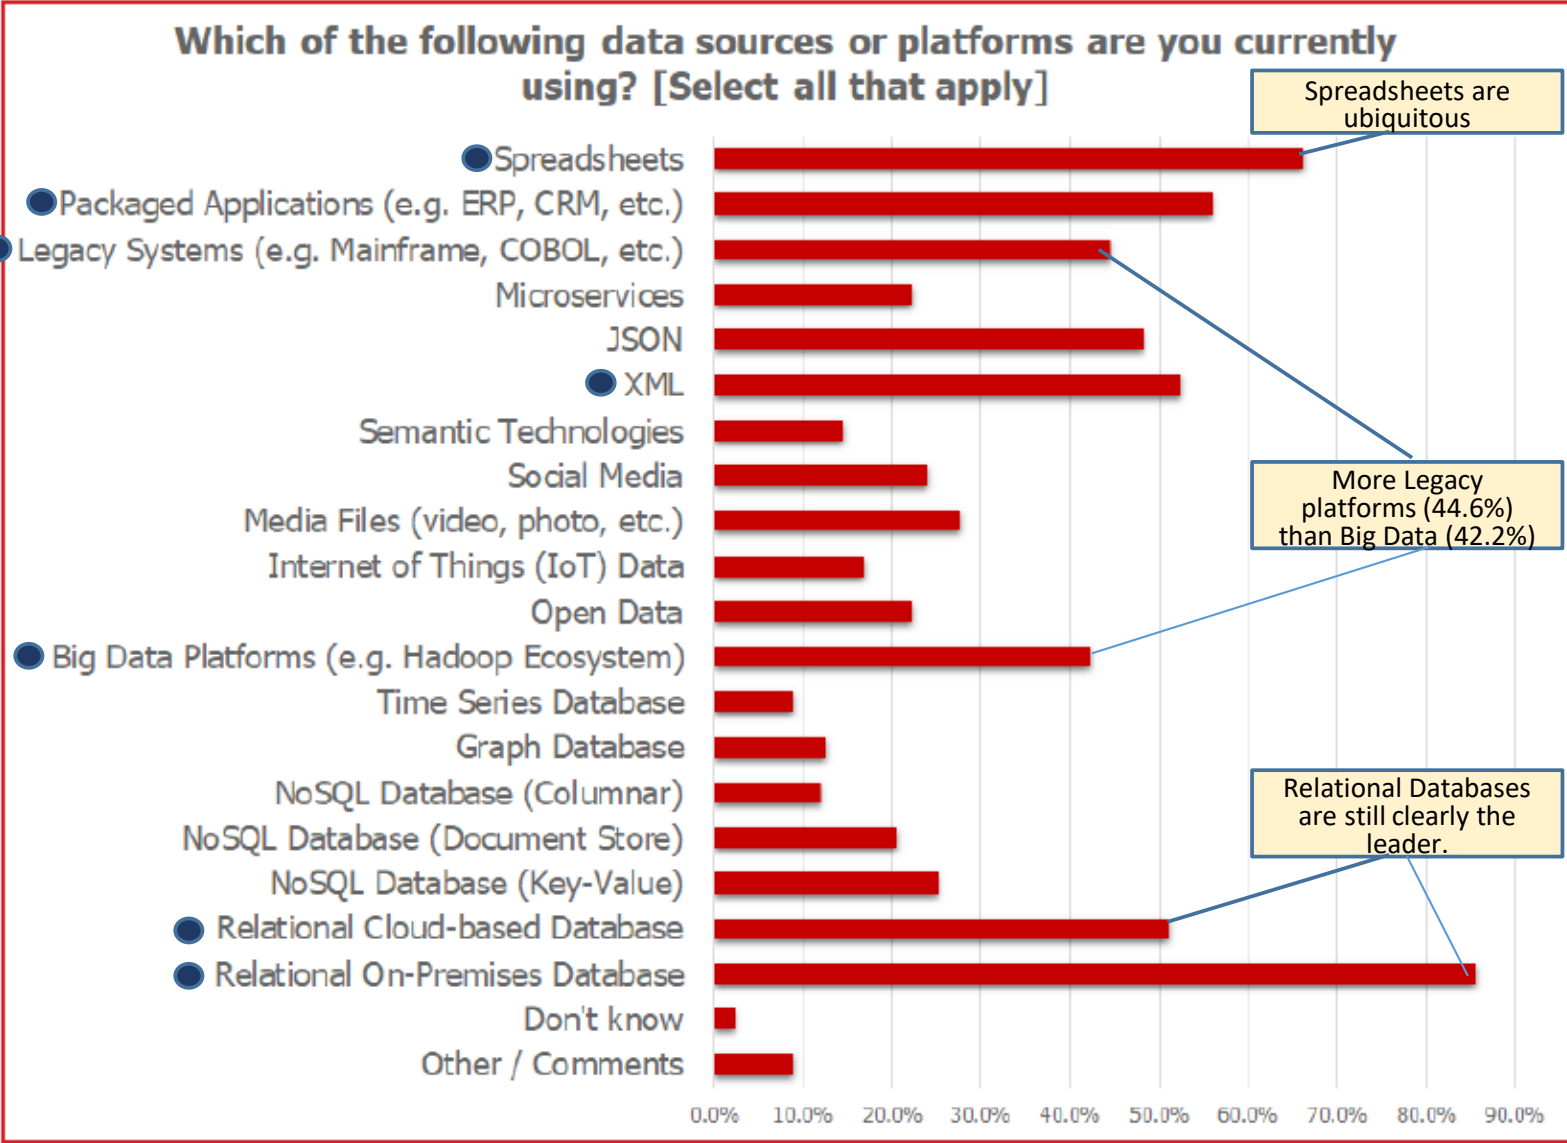 Which of the following data sources or platforms are you currently
using? [Select all that apply]
Spreadsheets are
ubiquitous
Spreadsheets
Packaged Applications (e.g. ERP, CRM, etc.)
Legacy Systems (e.g. Mainframe, COBOL, etc.)
Microservices
JSON
XML
Semantic Technologies
Social Media
More Legacy
platforms (44.6%)
than Big Data (42.2%)
Media Files (video, photo, etc.)
Internet of Things (IoT) Data
Open Data
Big Data Platforms (e.g. Hadoop Ecosystem)
Time Series Database
Graph Database
NoSQL Database (Columnar)
Relational Databases
are still clearly the
leader.
NoSQL Database (Document Store)
NoSQL Database (Key-Value)
Relational Cloud-based Database
Relational On-Premises Database
Don't know
Other / Comments
0.0% 10.0% 20.0% 30.0% 40.0% 50.0% 60.0% 70.0% 80.0% 90.0%